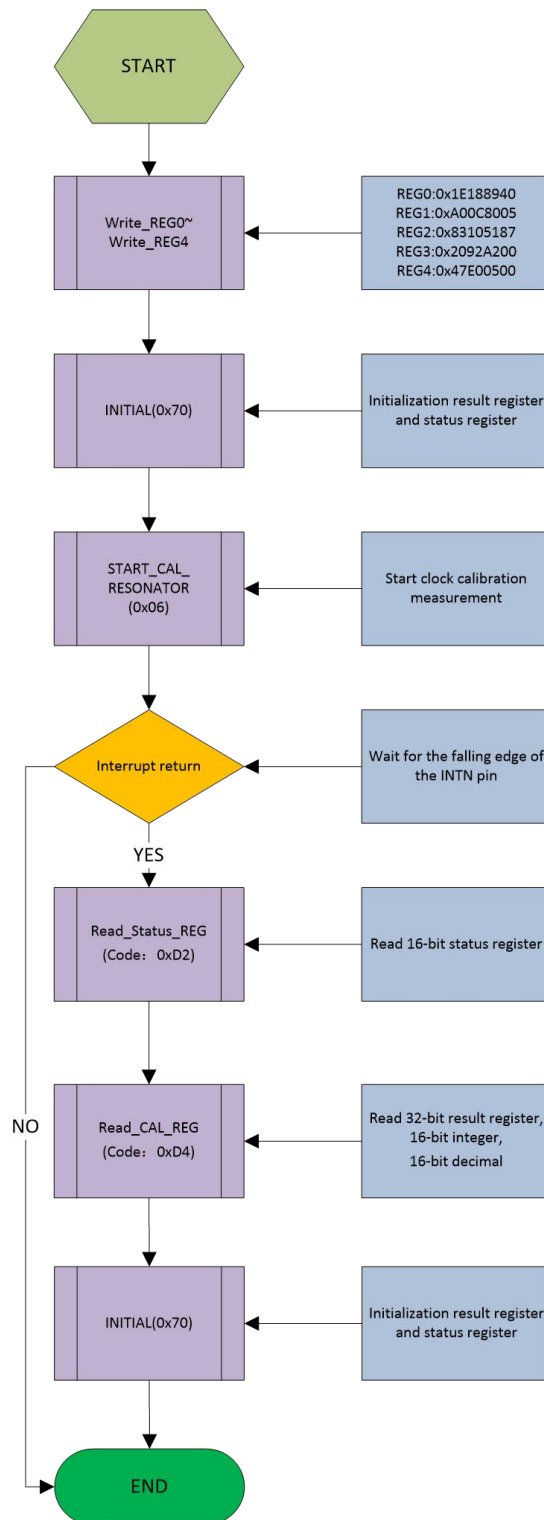 START
Write_REG0~
Write_REG4
REG0:0x1E188940
REG1:0xA00C8005
REG2:0x83105187
REG3:0x2092A200
REG4:0x47E00500
INITIAL(0x70)
Initialization result register
and status register
START_CAL_
RESONATOR
(0x06)
Start clock calibration
measurement
Interrupt return
Wait for the falling edge of
the INTN pin
YES
Read_Status_REG
(Code：0xD2)
Read 16-bit status register
NO
Read_CAL_REG
(Code：0xD4)
Read 32-bit result register,
16-bit integer,
16-bit decimal
INITIAL(0x70)
Initialization result register
and status register
END